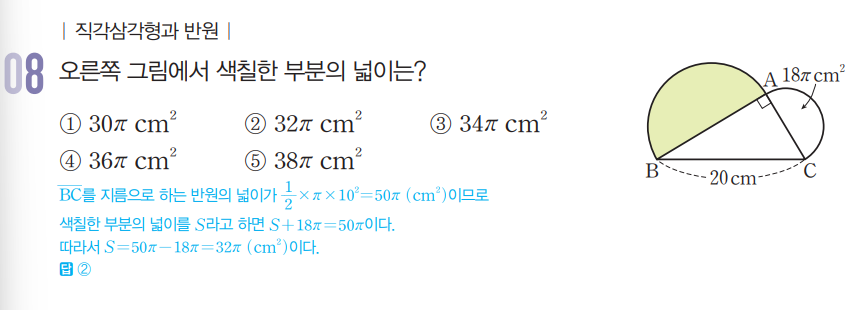 | 직각삼각형과 반원 |
08 오른쪽 그림에서 색칠한 부분의 넓이는?
① 30π cm² ② 32π cm² ③ 34π cm²
④ 36π cm² ⑤ 38π cm²
BC를 지름으로 하는 반원의 넓이가 1/2×π×10²=50π (cm²)이므로
색칠한 부분의 넓이를 S라고 하면 S+18π=50π이다.
따라서 S=50π-18π=32π (cm²)이다.
답 ②
A 18π cm²
B 20 cm C